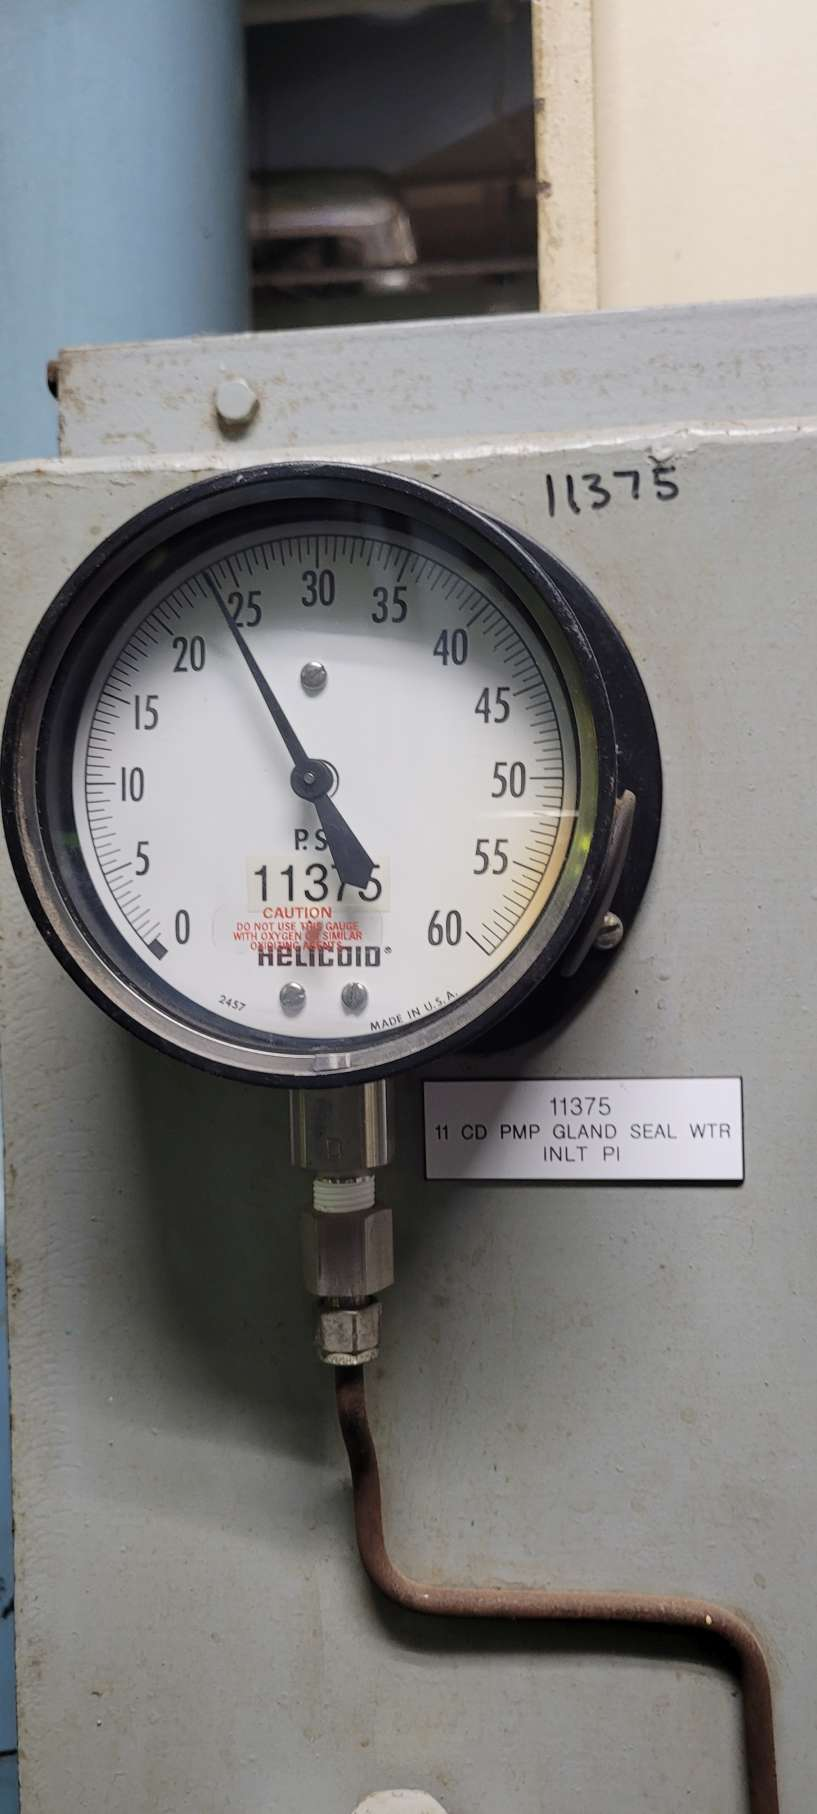 11375
30
25
35
20
40
15
45
10
50
5
55
P.S
11375
0
60
CAUTION
DO NOT USE THIS GAUGE
WITH OXYGEN OR SIMILAR
OXIDIZING AGENTS
HELICOID®
2457
MADE IN U.S.A.
11375
11 CD PMP GLAND SEAL WTR
INLT PI